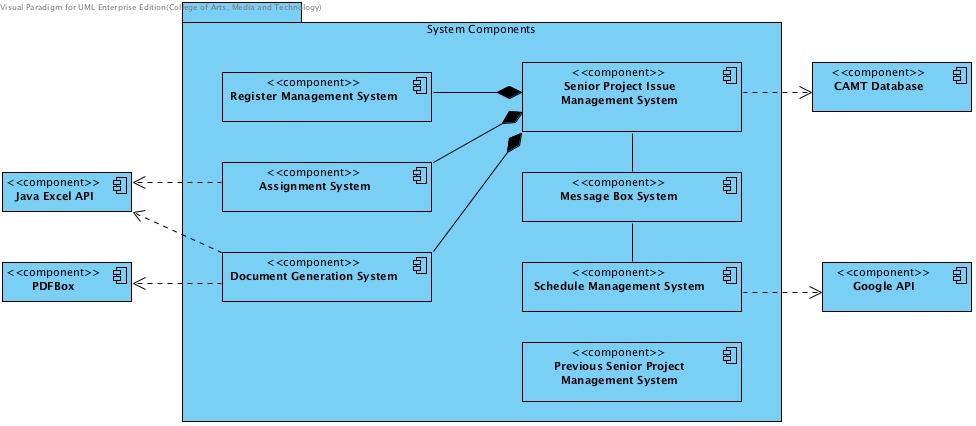 Visual Paradigm for UML Enterprise Edition(College of Arts, Media and Technology)
System Components
<<component>>
Register Management System
<<component>>
Senior Project Issue
Management System
<<component>>
CAMT Database
<<component>>
Java Excel API
<<component>>
Assignment System
<<component>>
Message Box System
<<component>>
PDFBox
<<component>>
Document Generation System
<<component>>
Schedule Management System
<<component>>
Google API
<<component>>
Previous Senior Project
Management System